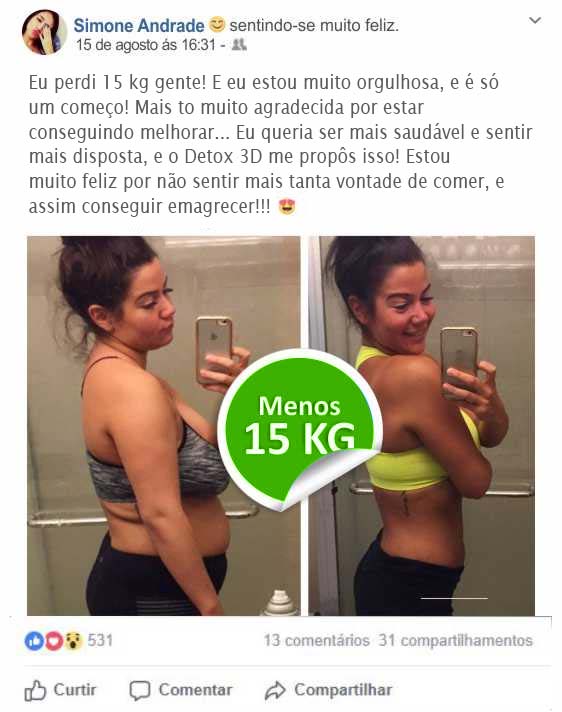 Simone Andrade 😊 sentindo-se muito feliz.
15 de agosto ás 16:31 -
Eu perdi 15 kg gente! E eu estou muito orgulhosa, e é só
um começo! Mais to muito agradecida por estar
conseguindo melhorar... Eu queria ser mais saudável e sentir
mais disposta, e o Detox 3D me propôs isso! Estou
muito feliz por não sentir mais tanta vontade de comer, e
assim conseguir emagrecer!!! 😍
Menos
15 KG
531 13 comentários 31 compartilhamentos
Curtir Comentar Compartilhar